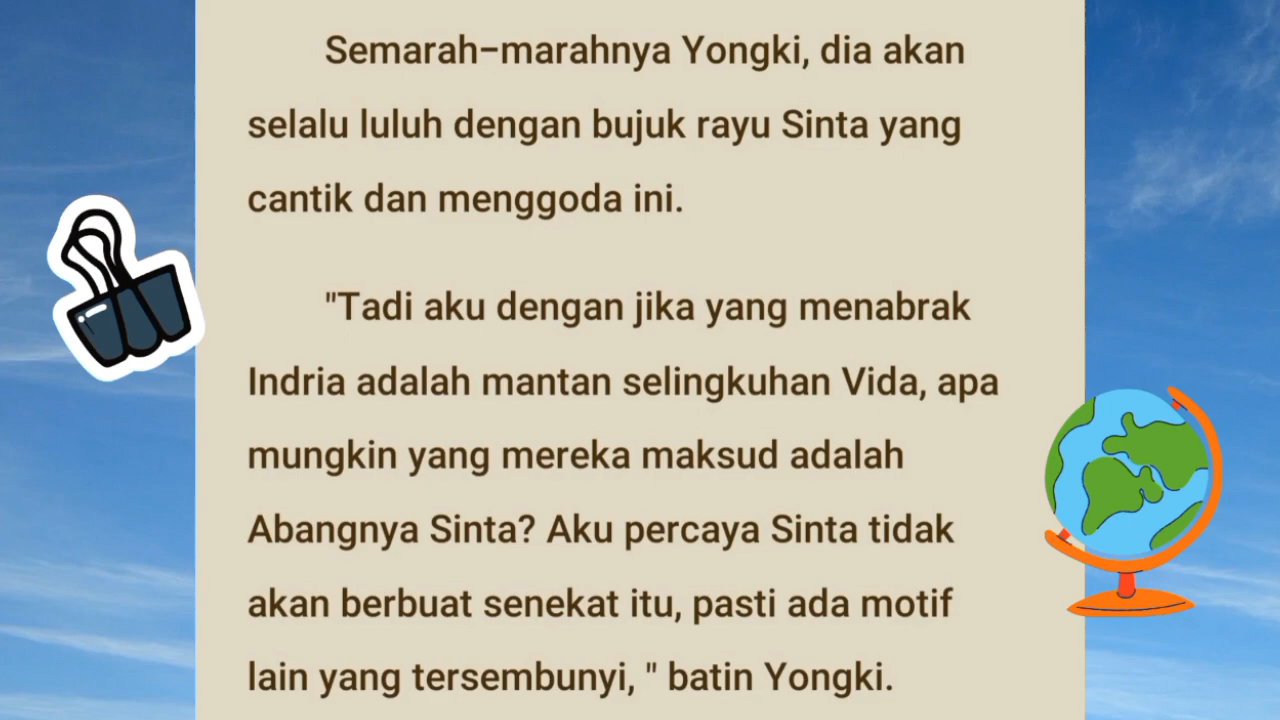 Semarah-marahnya Yongki, dia akan
selalu luluh dengan bujuk rayu Sinta yang
cantik dan menggoda ini.
"Tadi aku dengan jika yang menabrak
Indria adalah mantan selingkuhan Vida, apa
mungkin yang mereka maksud adalah
Abangnya Sinta? Aku percaya Sinta tidak
akan berbuat senekat itu, pasti ada motif
lain yang tersembunyi, " batin Yongki.